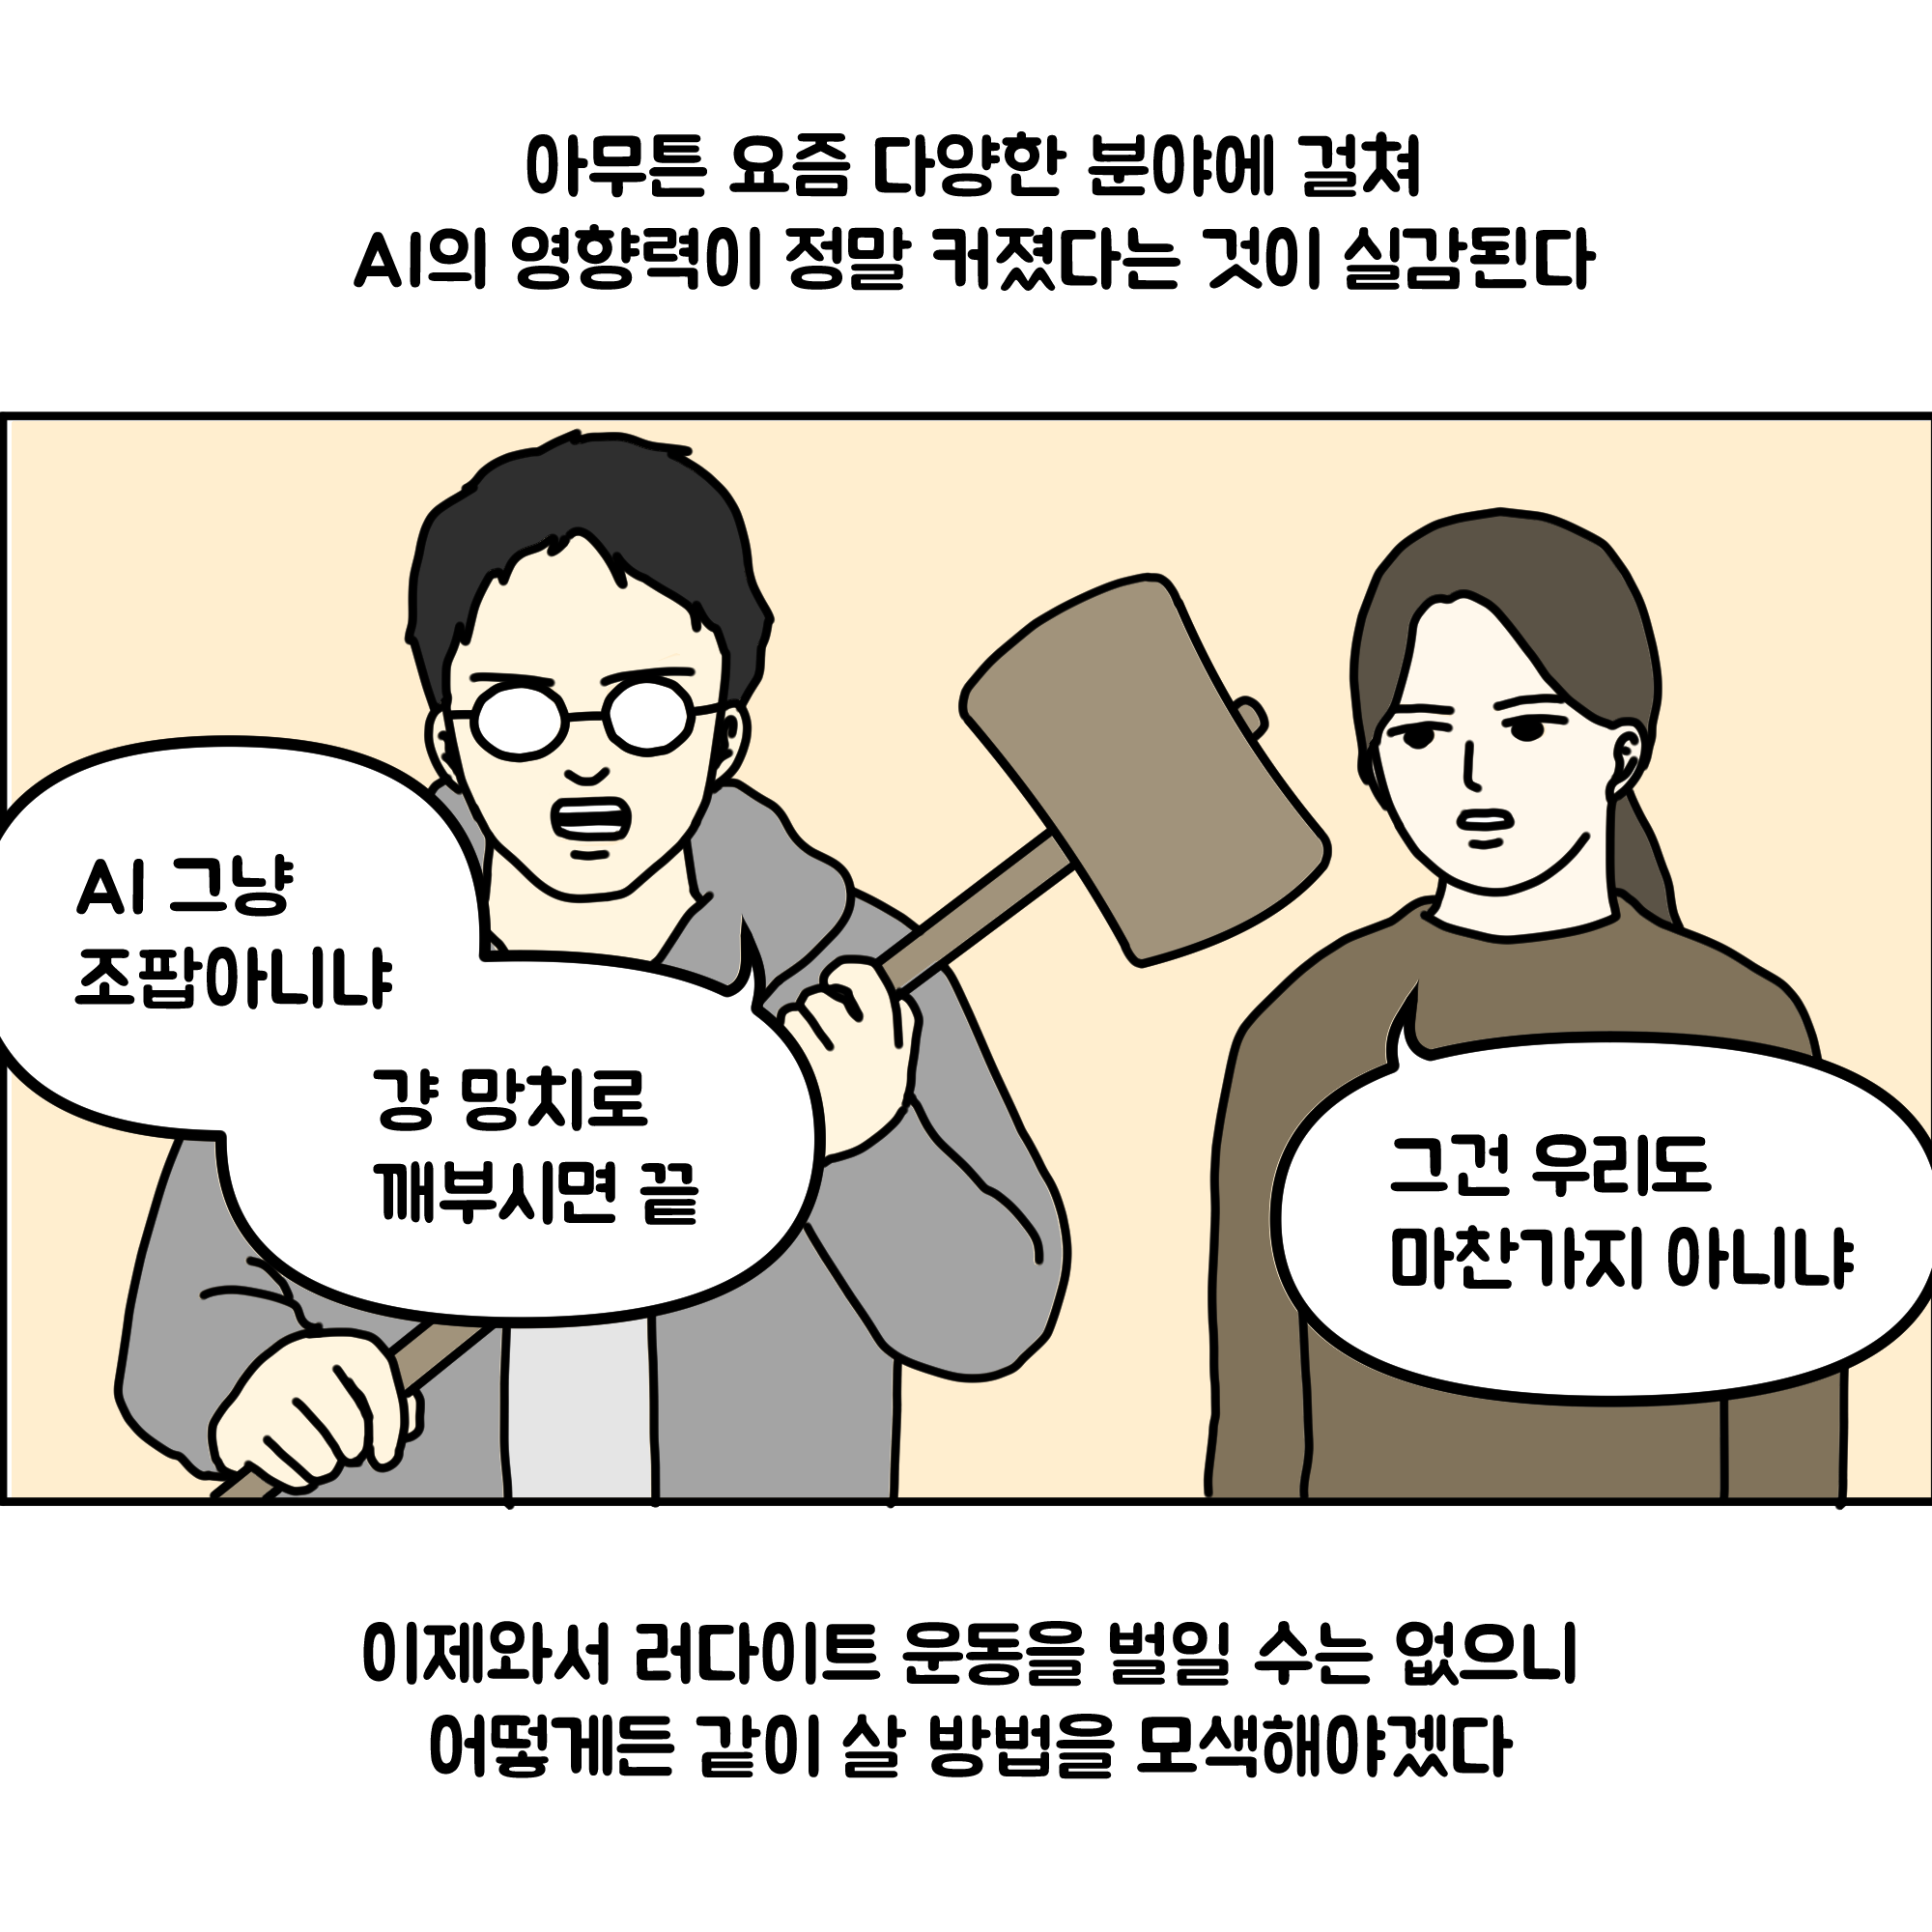 아무튼 요즘 다양한 분야에 걸쳐
AI의 영향력이 정말 커졌다는 것이 실감된다
AI 그냥
조팝아니냐
걍 망치로
깨부시면 끝
그건 우리도
마찬가지 아니냐
이제와서 러다이트 운동을 벌일 수는 없으니
어떻게든 같이 살 방법을 모색해야겠다